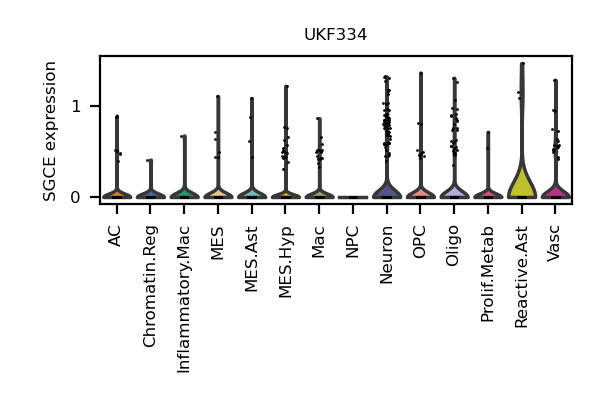 UKF334
SGCE expression
1
0
AC
Chromatin.Reg
Inflammatory.Mac
MES
MES.Ast
MES.Hyp
Mac
NPC
Neuron
OPC
Oligo
Prolif.Metab
Reactive.Ast
Vasc